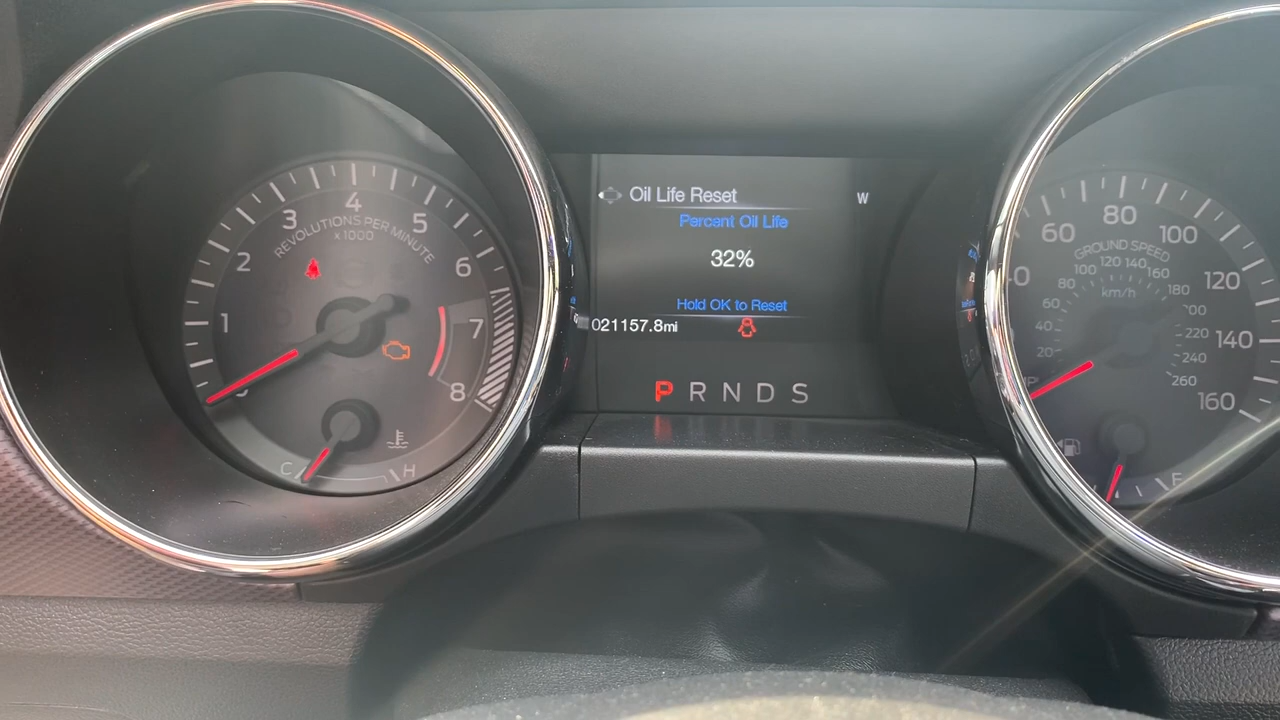 Oil Life Reset
W
Percent Oil Life
32%
Hold OK to Reset
021157.8mi
P R N D S
1
2
3
4
5
6
7
8
REVOLUTIONS PER MINUTE
x1000
C
H
60
80
100
120
140
160
GROUND SPEED
km/h
20
40
60
80
100
120
140
160
180
220
240
260